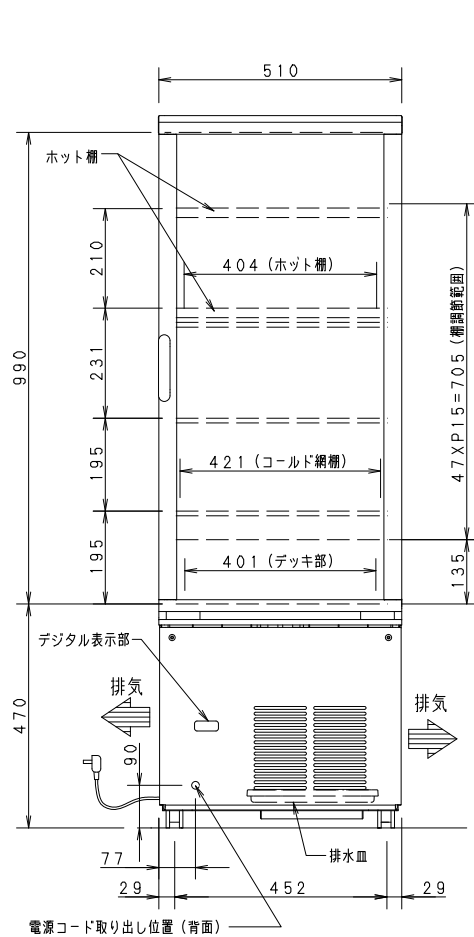 510
ホット棚
210
404(ホット棚)
990
231
47XP15=705(棚調節範囲)
195
421(コールド網棚)
195
401(デッキ部)
135
デジタル表示部
排気
排気
470
90
77
排水皿
29
452
29
電源コード取り出し位置(背面)